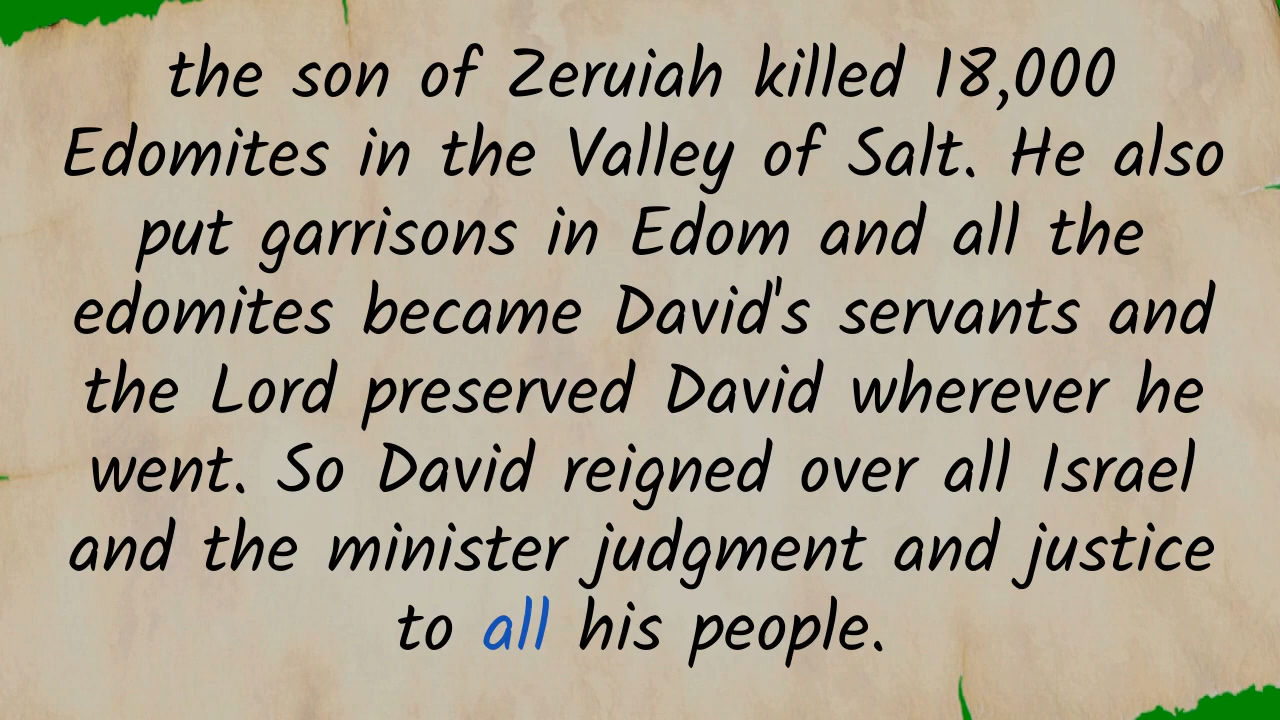 the son of Zeruiah killed 18,000
Edomites in the Valley of Salt. He also
put garrisons in Edom and all the
edomites became David's servants and
the Lord preserved David wherever he
went. So David reigned over all Israel
and the minister judgment and justice
to all his people.